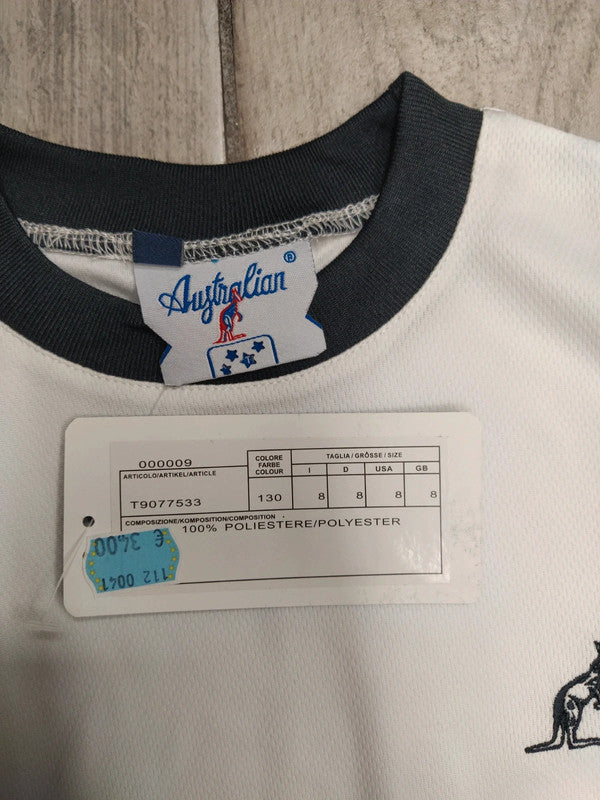 Australian ®
000009
ARTICOLO/ARTIKEL/ARTICLE
T9077533
COLORE
FARBE
COLOUR
130
TAGLIA / GRÖSSE / SIZE
I D USA GB
8 8 8 8
COMPOSIZIONE/KOMPOSITION/COMPOSITION
100% POLIESTERE/POLYESTER
€ 34,00
112 0041